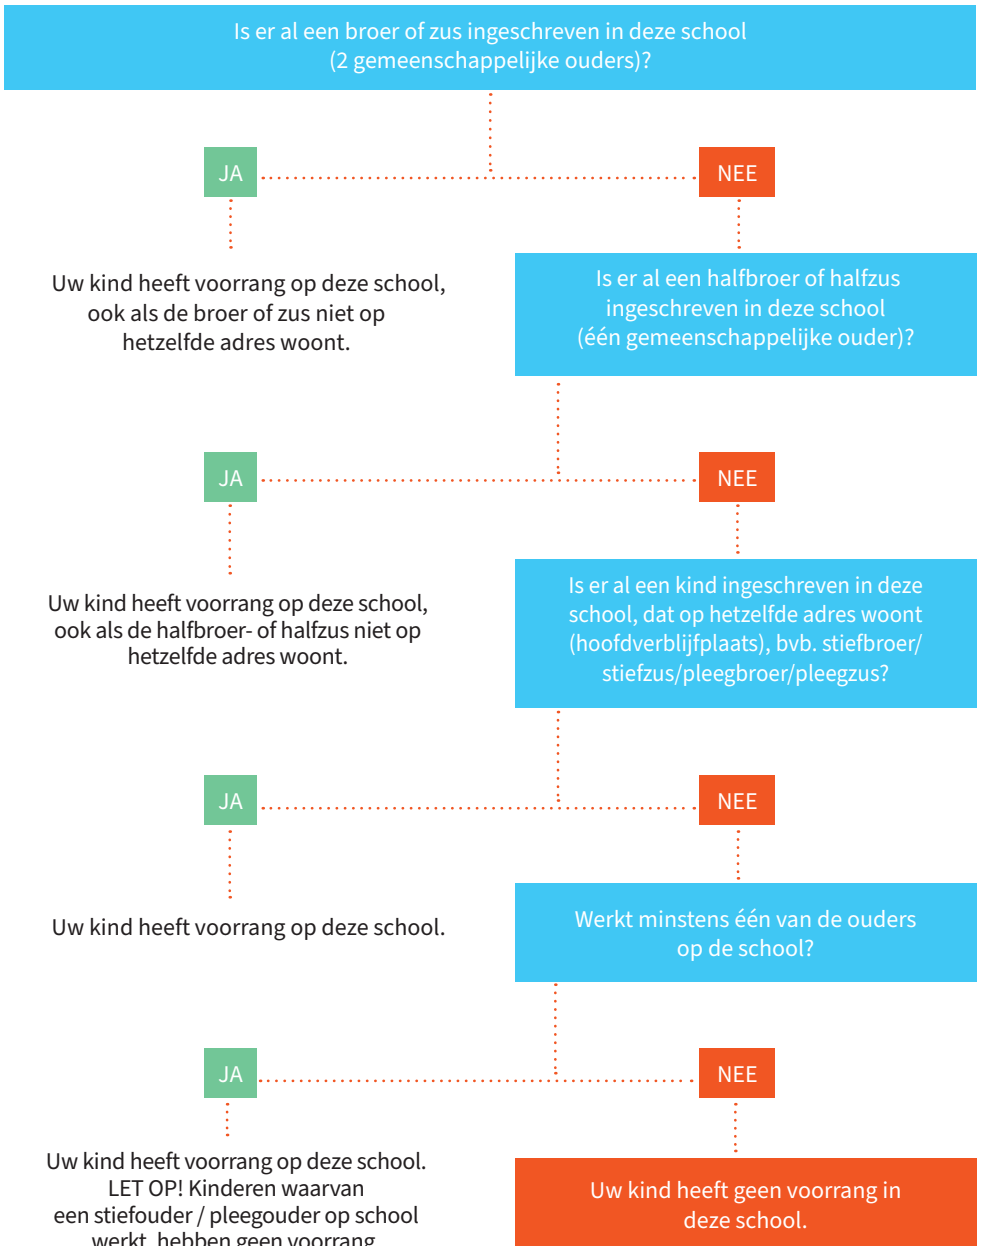 Is er al een broer of zus ingeschreven in deze school
(2 gemeenschappelijke ouders)?
JA
NEE
Uw kind heeft voorrang op deze school,
ook als de broer of zus niet op
hetzelfde adres woont.
Is er al een halfbroer of halfzus
ingeschreven in deze school
(één gemeenschappelijke ouder)?
JA
NEE
Uw kind heeft voorrang op deze school,
ook als de halfbroer- of halfzus niet op
hetzelfde adres woont.
Is er al een kind ingeschreven in deze
school, dat op hetzelfde adres woont
(hoofdverblijfplaats), bvb. stiefbroer/
stiefzus/pleegbroer/pleegzus?
JA
NEE
Uw kind heeft voorrang op deze school.
Werkt minstens één van de ouders
op de school?
JA
NEE
Uw kind heeft voorrang op deze school.
LET OP! Kinderen waarvan
een stiefouder / pleegouder op school
werkt, hebben geen voorrang
Uw kind heeft geen voorrang in
deze school.